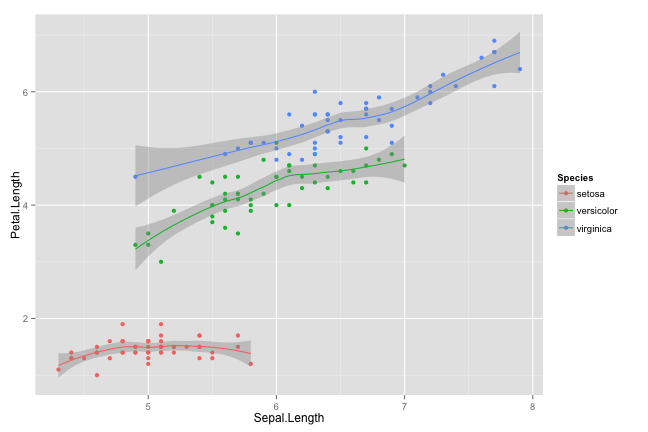 6
4
2
Petal.Length
5
6
7
8
Sepal.Length
Species
setosa
versicolor
virginica